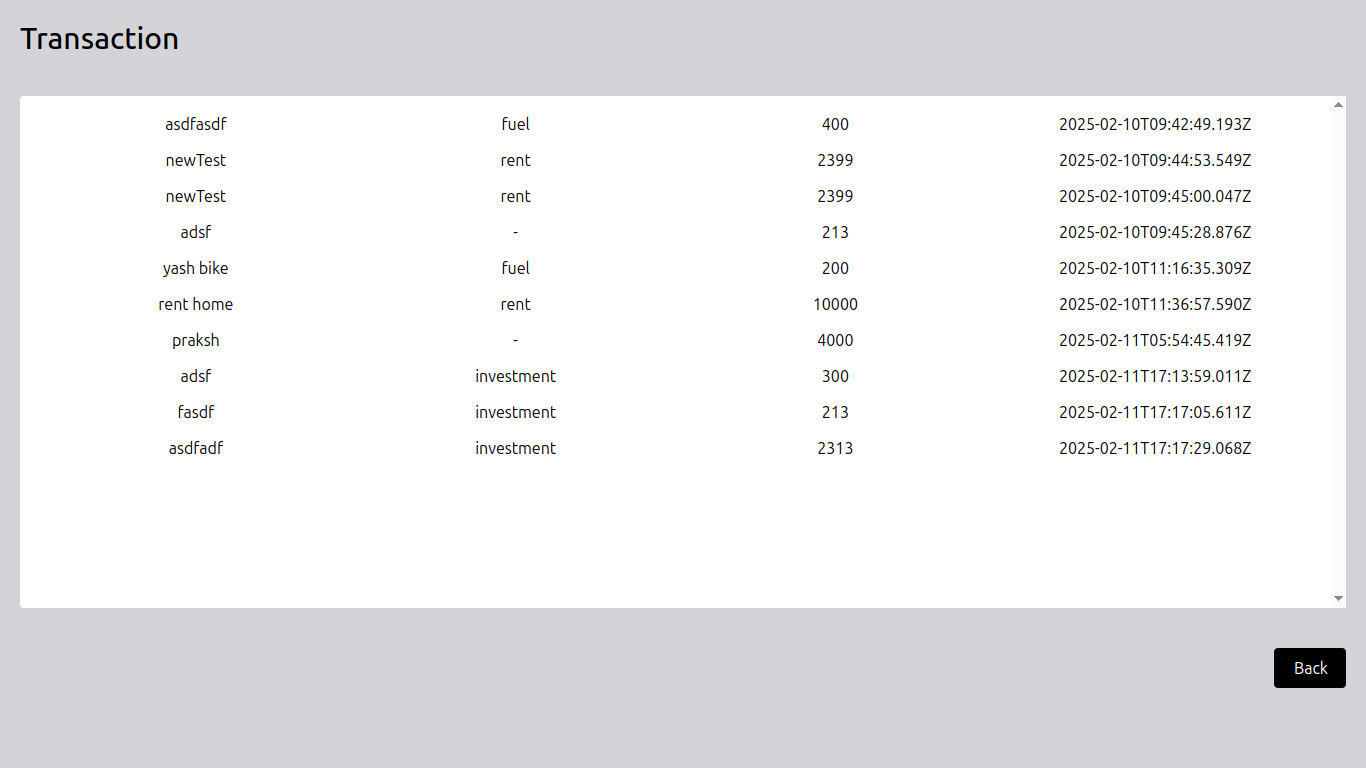 Transaction
asdfasdf fuel 400 2025-02-10T09:42:49.193Z
newTest rent 2399 2025-02-10T09:44:53.549Z
newTest rent 2399 2025-02-10T09:45:00.047Z
adsf - 213 2025-02-10T09:45:28.876Z
yash bike fuel 200 2025-02-10T11:16:35.309Z
rent home rent 10000 2025-02-10T11:36:57.590Z
praksh - 4000 2025-02-11T05:54:45.419Z
adsf investment 300 2025-02-11T17:13:59.011Z
fasdf investment 213 2025-02-11T17:17:05.611Z
asdfadf investment 2313 2025-02-11T17:17:29.068Z
Back